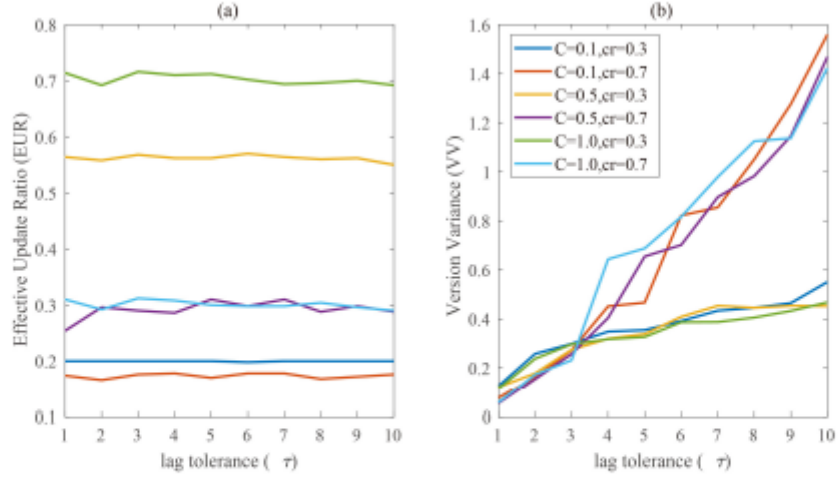 (a)
0.8
0.7
0.6
0.5
0.4
0.3
0.2
0.1
Effective Update Ratio (EUR)
1 2 3 4 5 6 7 8 9 10
lag tolerance ( τ)
(b)
1.6
1.4
1.2
1
0.8
0.6
0.4
0.2
0
Version Variance (VV)
C=0.1,cr=0.3
C=0.1,cr=0.7
C=0.5,cr=0.3
C=0.5,cr=0.7
C=1.0,cr=0.3
C=1.0,cr=0.7
1 2 3 4 5 6 7 8 9 10
lag tolerance ( τ)